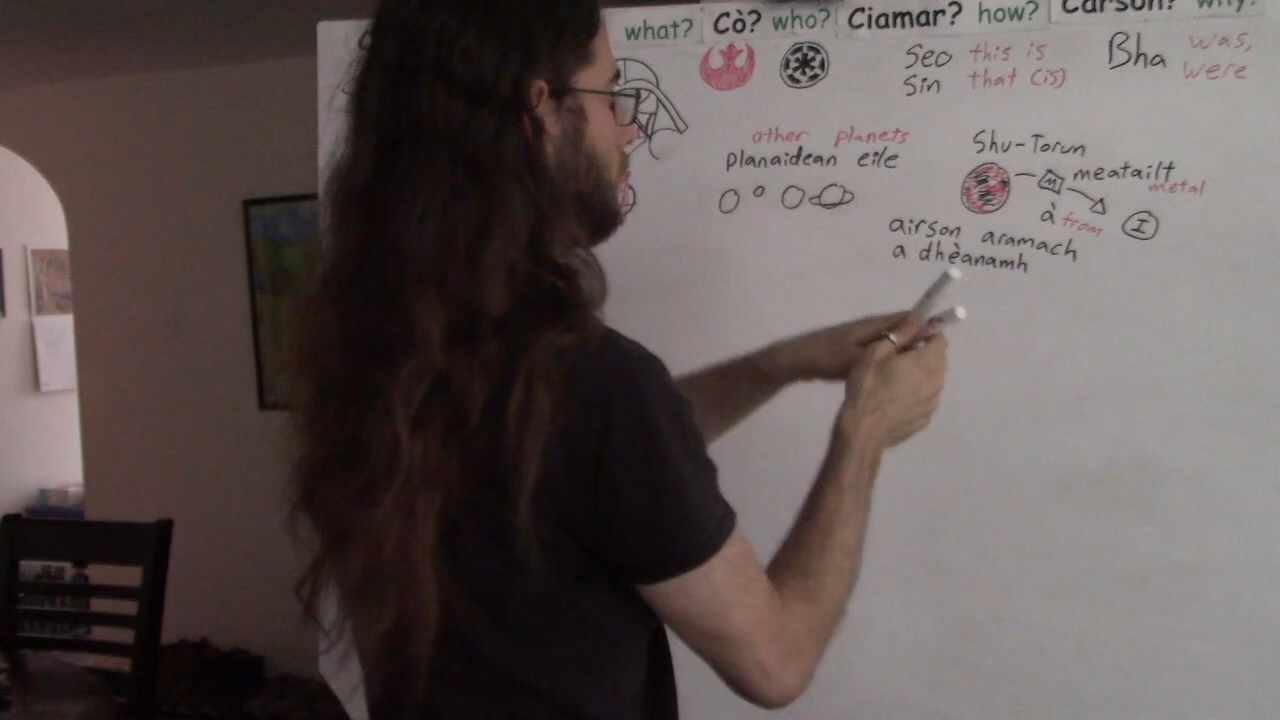 what? Cò? who? Ciamar? how? Carson? why?
Seo this is
Sin that (is)
Bha was,
were
other planets
planaidean eile
Shu-Torun
M
meatailt
metal
à from
I
airson aramach
a dhèanamh